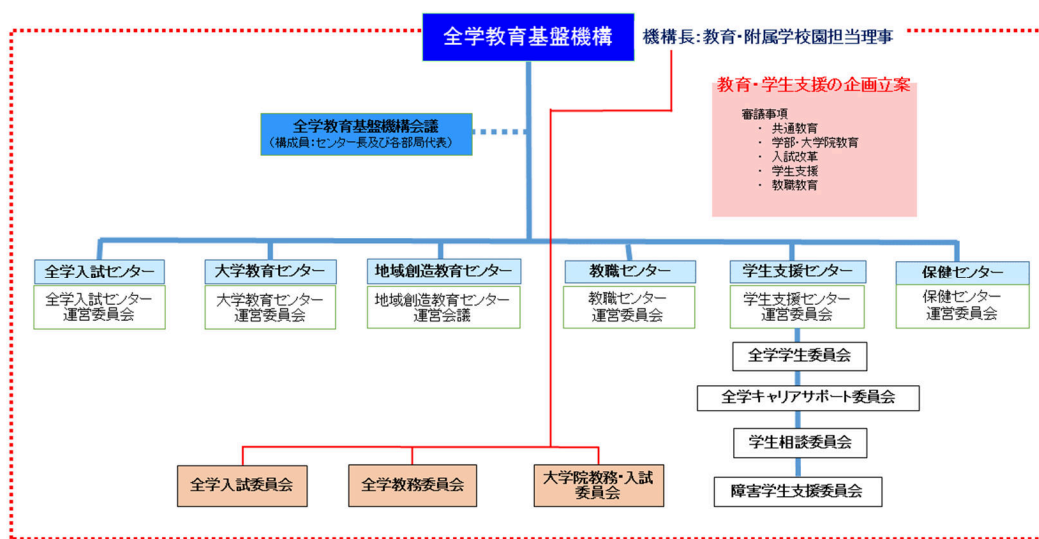 全学教育基盤機構
機構長:教育・附属学校園担当理事
教育・学生支援の企画立案
審議事項
・ 共通教育
・ 学部・大学院教育
・ 入試改革
・ 学生支援
・ 教職教育
全学教育基盤機構会議
(構成員:センター長及び各部局代表)
全学入試センター
全学入試センター
運営委員会
大学教育センター
大学教育センター
運営委員会
地域創造教育センター
地域創造教育センター
運営会議
教職センター
教職センター
運営委員会
学生支援センター
学生支援センター
運営委員会
保健センター
保健センター
運営委員会
全学学生委員会
全学キャリアサポート委員会
学生相談委員会
障害学生支援委員会
全学入試委員会
全学教務委員会
大学院教務・入試
委員会